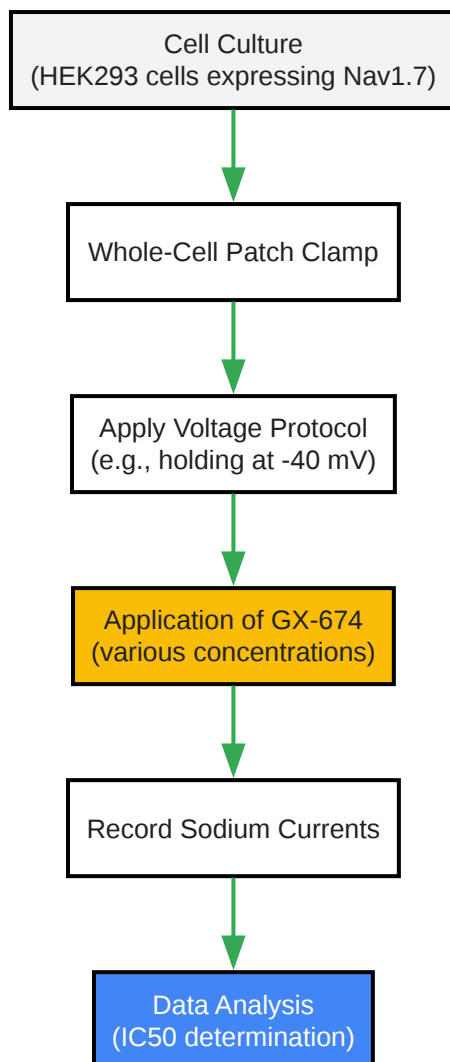 Cell Culture
(HEK293 cells expressing Nav1.7)
Whole-Cell Patch Clamp
Apply Voltage Protocol
(e.g., holding at -40 mV)
Application of GX-674
(various concentrations)
Record Sodium Currents
Data Analysis
(IC50 determination)